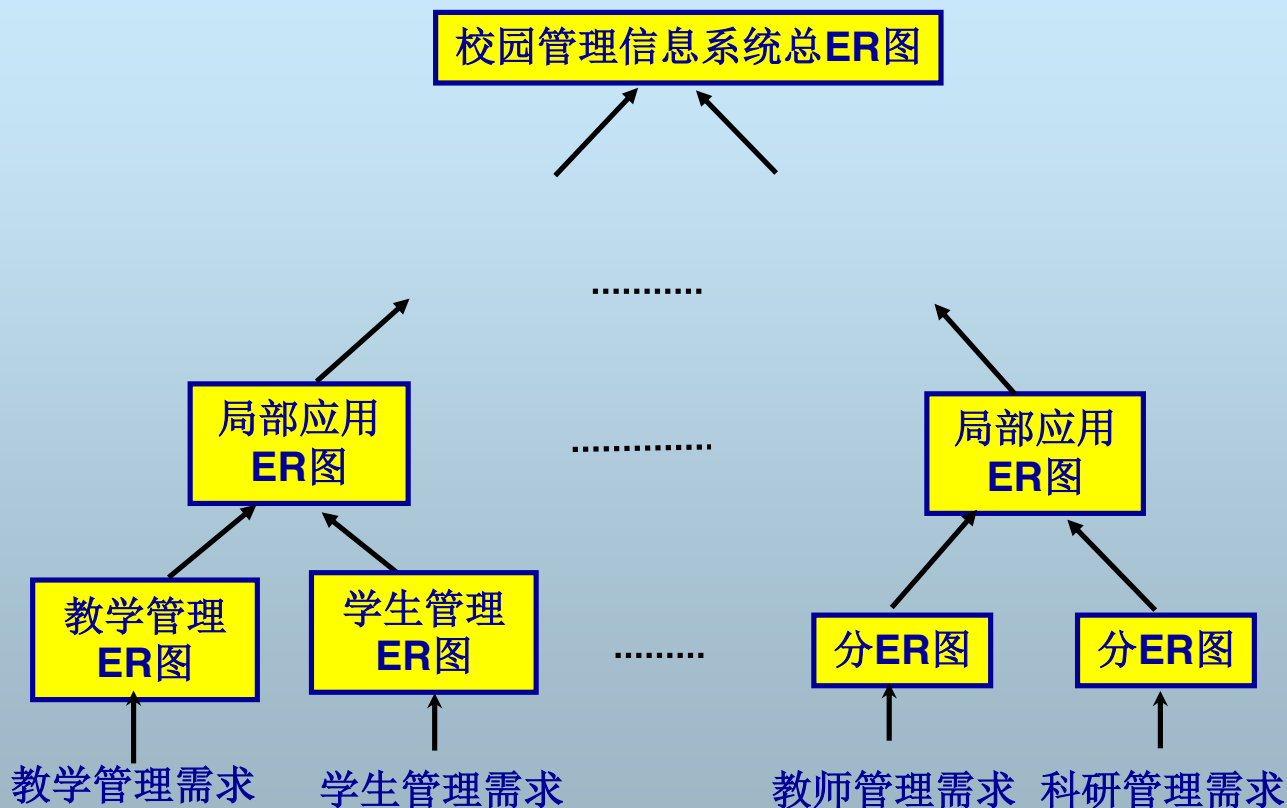 校园管理信息系统总ER图
............
局部应用
ER图
..............
局部应用
ER图
教学管理
ER图
学生管理
ER图
.........
分ER图
分ER图
教学管理需求
学生管理需求
教师管理需求
科研管理需求